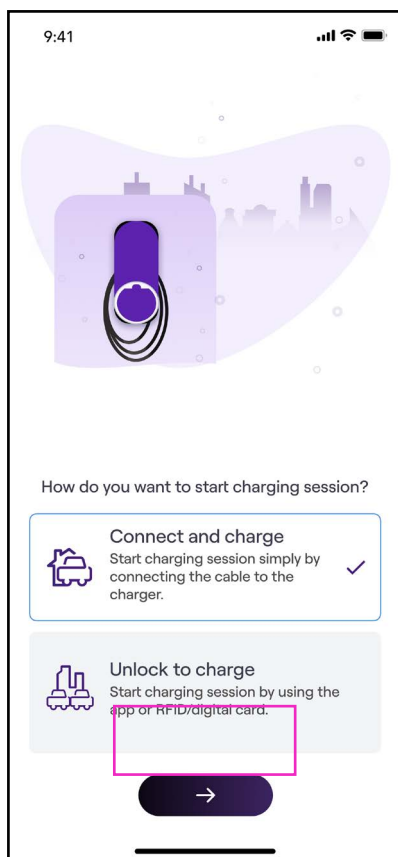 9:41
How do you want to start charging session?
Connect and charge
Start charging session simply by
connecting the cable to the
charger.
Unlock to charge
Start charging session by using the
app or RFID/digital card.